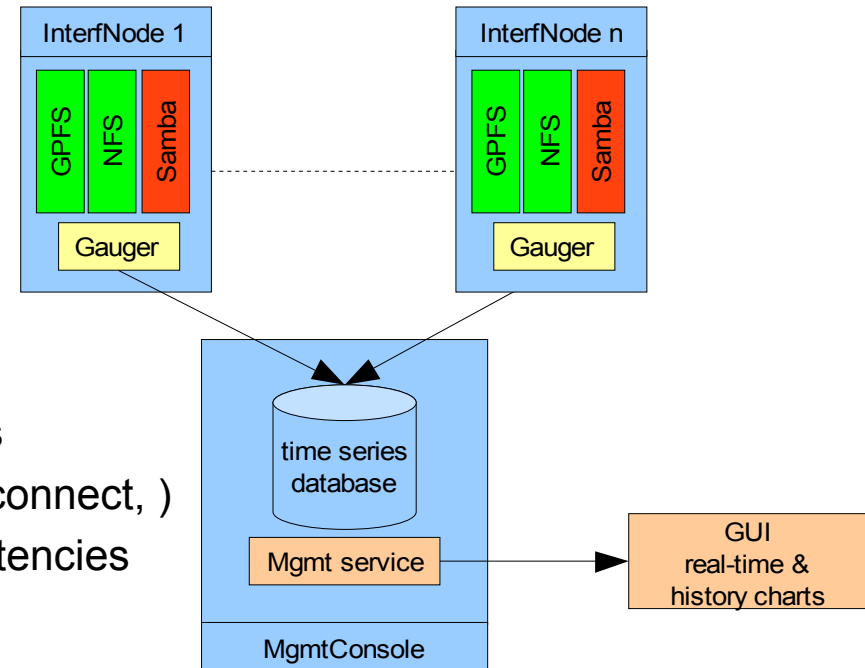 InterfNode 1
InterfNode n
GPFS
NFS
Samba
GPFS
NFS
Samba
Gauger
Gauger
s
connect, )
tencies
time series
database
Mgmt service
GUI
real-time &
history charts
MgmtConsole